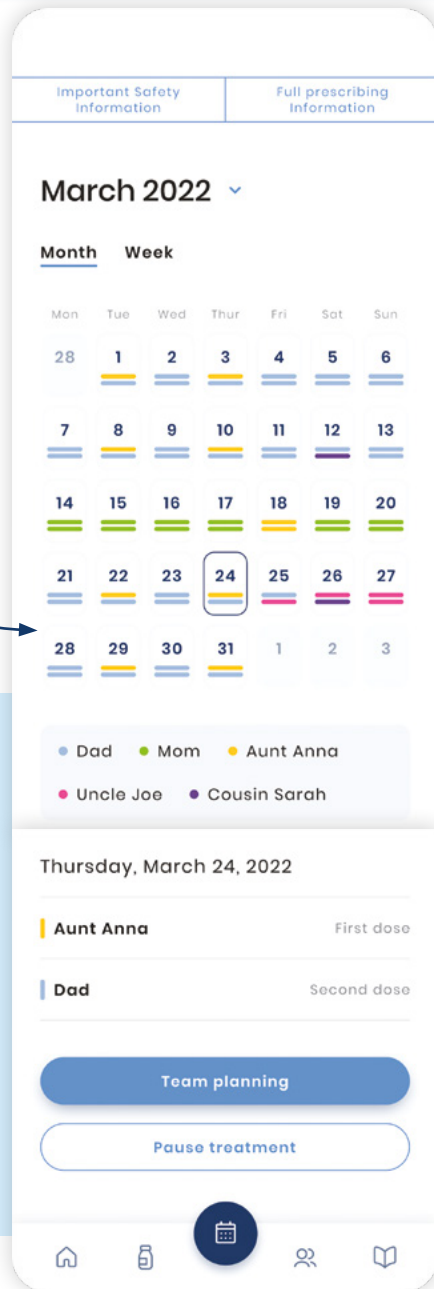 Important Safety
Information
Full prescribing
Information
March 2022
Month Week
Mon Tue Wed Thur Fri Sat Sun
28 1 2 3 4 5 6
7 8 9 10 11 12 13
14 15 16 17 18 19 20
21 22 23 24 25 26 27
28 29 30 31 1 2 3
Dad Mom Aunt Anna
Uncle Joe Cousin Sarah
Thursday, March 24, 2022
Aunt Anna First dose
Dad Second dose
Team planning
Pause treatment